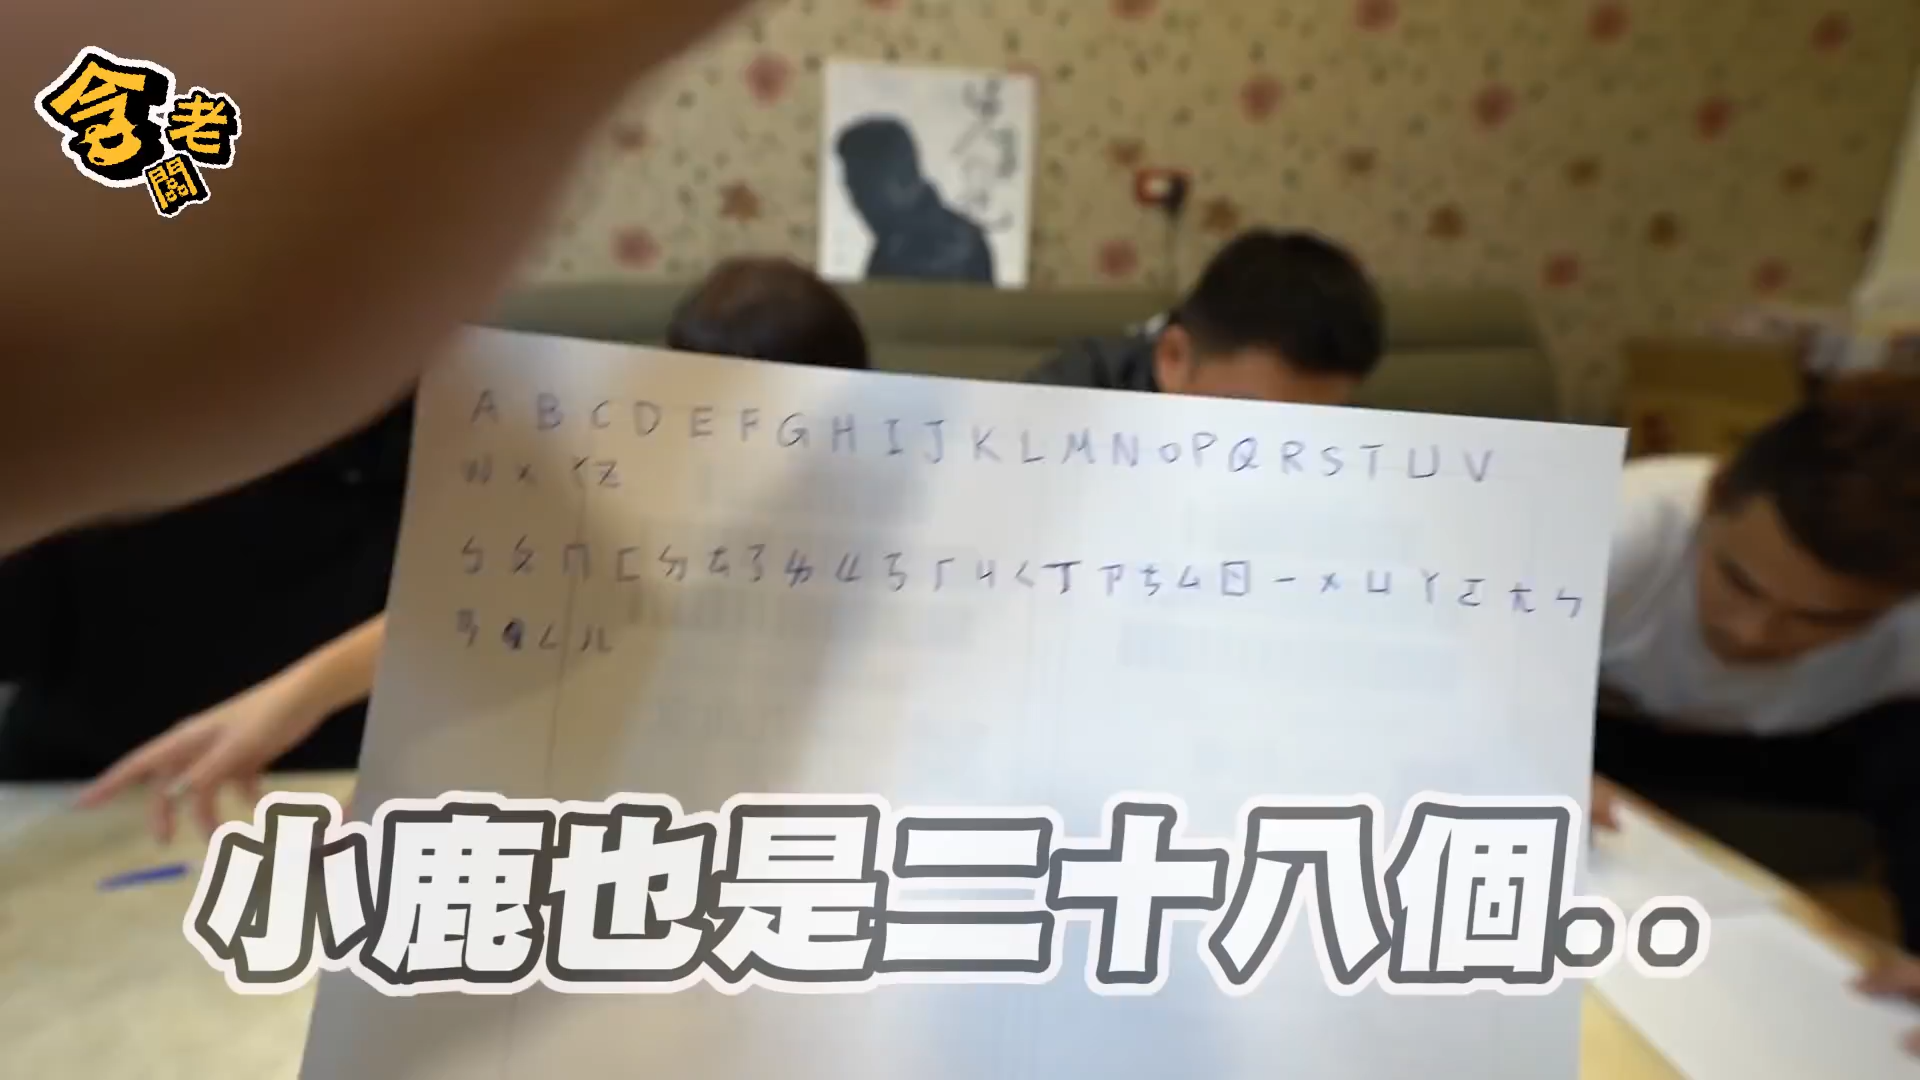 含老闆
A B C D E F G H I J K L M N O P Q R S T U V
W X Y Z
ㄅ ㄆ ㄇ ㄈ ㄉ ㄊ ㄋ ㄌ ㄍ ㄎ ㄏ ㄐ ㄑ ㄒ ㄗ ㄘ ㄙ ㄖ ㄧ ㄨ ㄩ ㄚ ㄛ ㄤ ㄣ
ㄢ ㄥ ㄦ
小鹿也是二十八個..